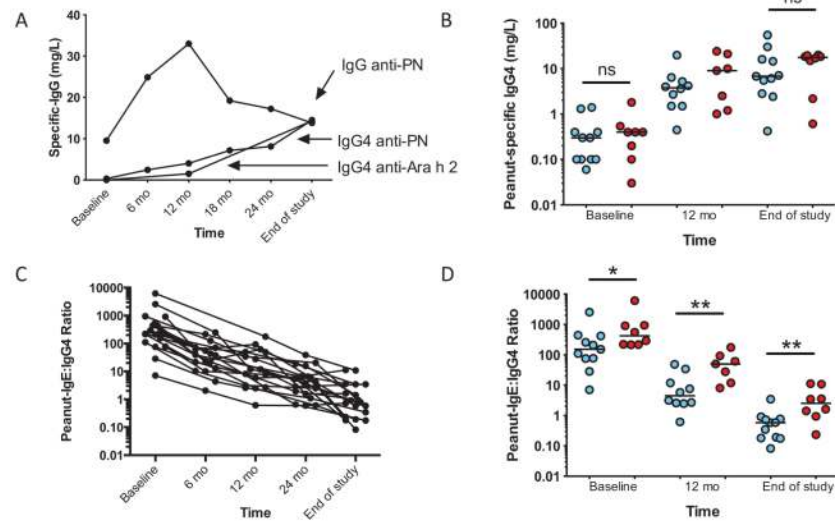 A
Specific-IgG (mg/L)
40
30
20
10
0
IgG anti-PN
IgG4 anti-PN
IgG4 anti-Ara h 2
Baseline
6 mo
12 mo
18 mo
24 mo
End of study
Time
B
Peanut-specific IgG4 (mg/L)
100
10
1
0.10
0.01
ns
ns
Baseline
12 mo
End of study
Time
C
Peanut-IgE:IgG4 Ratio
10000
1000
100
10
1
0.10
0.01
Baseline
6 mo
12 mo
24 mo
End of study
Time
D
Peanut-IgE:IgG4 Ratio
10000
1000
100
10
1
0.10
0.01
*
**
**
Baseline
12 mo
End of study
Time